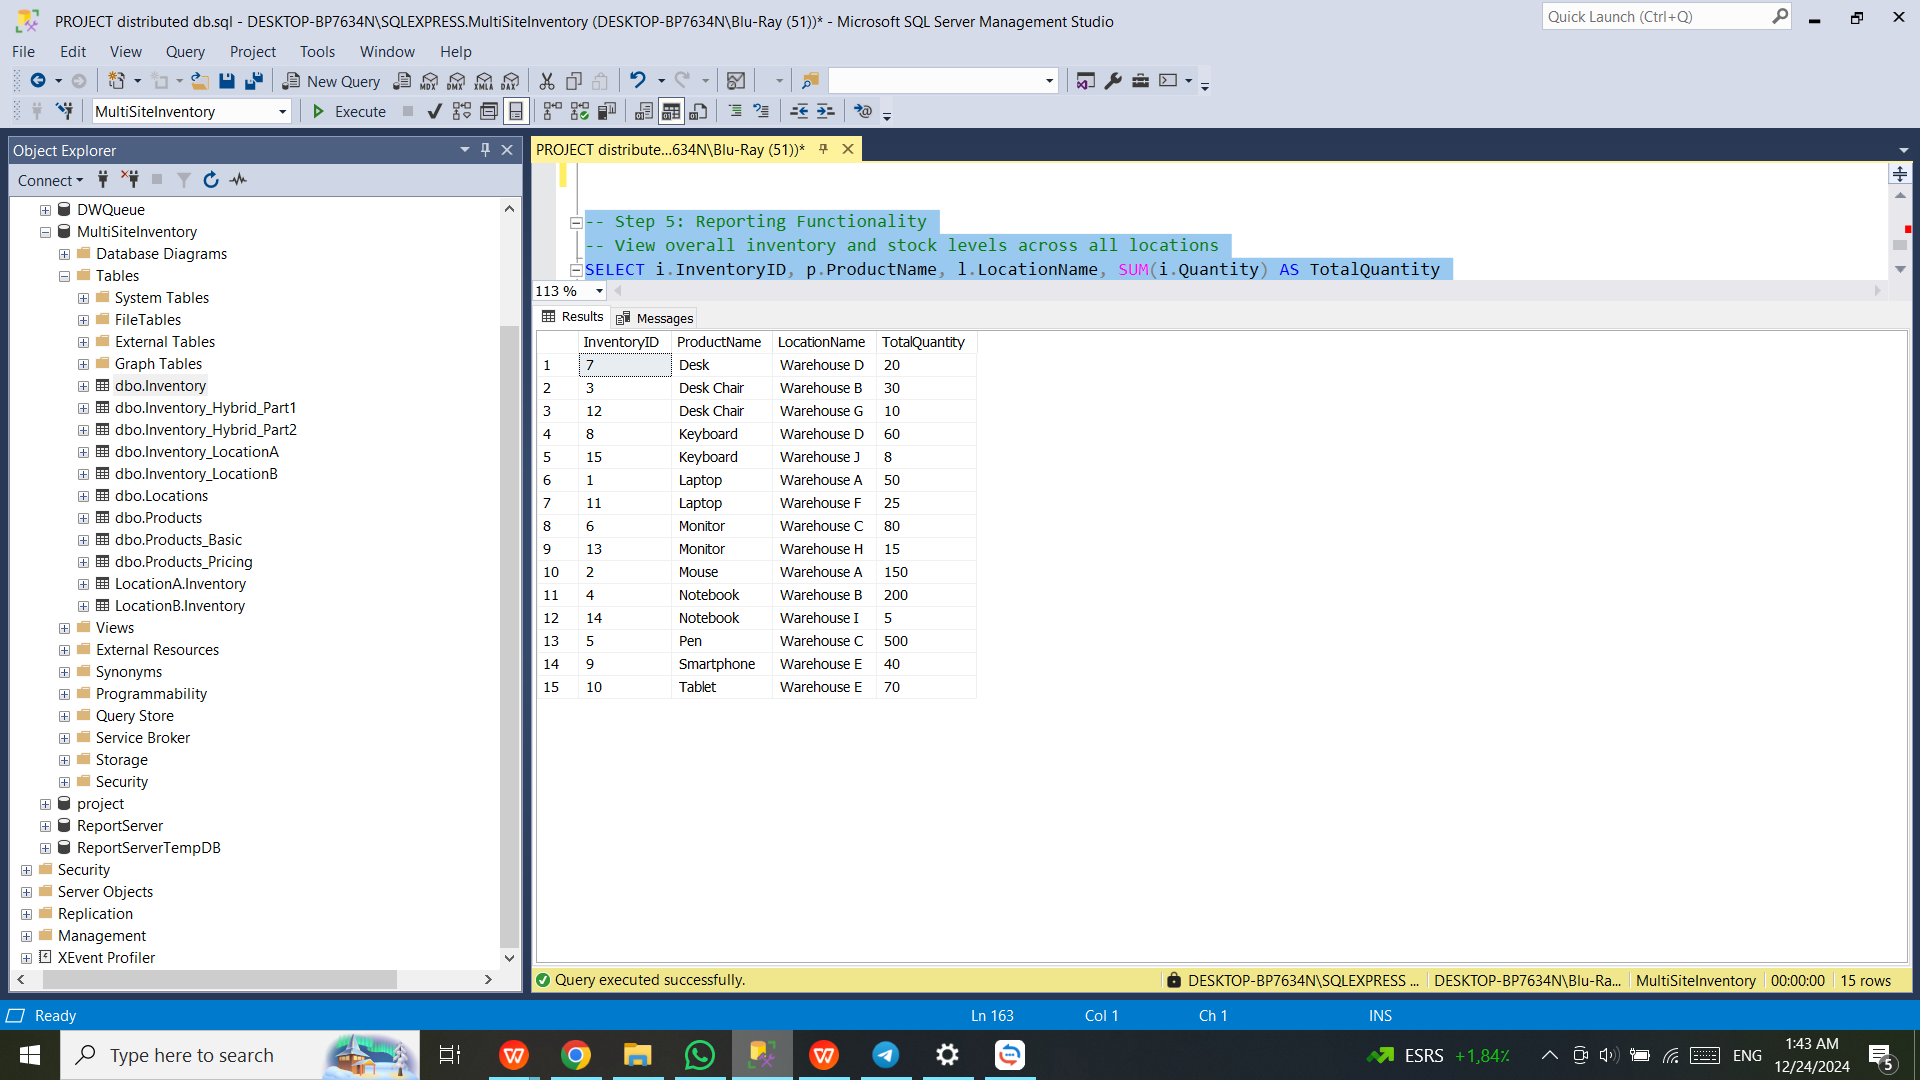 PROJECT distributed db.sql - DESKTOP-BP7634N\SQLEXPRESS.MultiSiteInventory (DESKTOP-BP7634N\Blu-Ray (51))* - Microsoft SQL Server Management Studio
Quick Launch (Ctrl+Q)
File Edit View Query Project Tools Window Help
New Query MDX DMX XMLA DAX
MultiSiteInventory Execute
Object Explorer
Connect
DWQueue
MultiSiteInventory
Database Diagrams
Tables
System Tables
FileTables
External Tables
Graph Tables
dbo.Inventory
dbo.Inventory_Hybrid_Part1
dbo.Inventory_Hybrid_Part2
dbo.Inventory_LocationA
dbo.Inventory_LocationB
dbo.Locations
dbo.Products
dbo.Products_Basic
dbo.Products_Pricing
LocationA.Inventory
LocationB.Inventory
Views
External Resources
Synonyms
Programmability
Query Store
Service Broker
Storage
Security
project
ReportServer
ReportServerTempDB
Security
Server Objects
Replication
Management
XEvent Profiler
PROJECT distribute...634N\Blu-Ray (51))*
-- Step 5: Reporting Functionality
-- View overall inventory and stock levels across all locations
SELECT i.InventoryID, p.ProductName, l.LocationName, SUM(i.Quantity) AS TotalQuantity
113 %
Results Messages
InventoryID ProductName LocationName TotalQuantity
1 7 Desk Warehouse D 20
2 3 Desk Chair Warehouse B 30
3 12 Desk Chair Warehouse G 10
4 8 Keyboard Warehouse D 60
5 15 Keyboard Warehouse J 8
6 1 Laptop Warehouse A 50
7 11 Laptop Warehouse F 25
8 6 Monitor Warehouse C 80
9 13 Monitor Warehouse H 15
10 2 Mouse Warehouse A 150
11 4 Notebook Warehouse B 200
12 14 Notebook Warehouse I 5
13 5 Pen Warehouse C 500
14 9 Smartphone Warehouse E 40
15 10 Tablet Warehouse E 70
Query executed successfully. DESKTOP-BP7634N\SQLEXPRESS ... DESKTOP-BP7634N\Blu-Ra... MultiSiteInventory 00:00:00 15 rows
Ready Ln 163 Col 1 Ch 1 INS
Type here to search ESRS +1,84% ENG 1:43 AM
12/24/2024 5